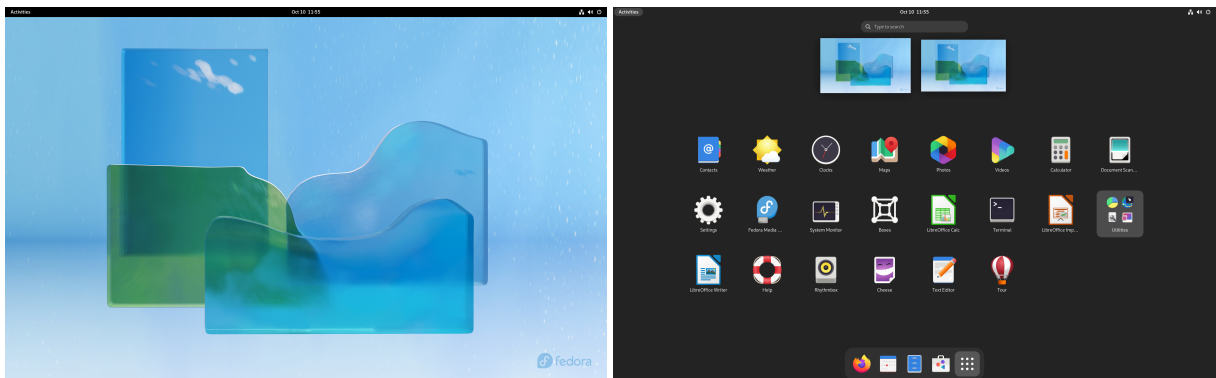 Activities
Oct 10 11:55
fedora
Activities
Oct 10 11:55
Type to search
Contacts
Weather
Clocks
Maps
Photos
Videos
Calculator
Document Scan...
Settings
Fedora Media ...
System Monitor
Boxes
LibreOffice Calc
Terminal
LibreOffice Imp...
Utilities
LibreOffice Writer
Help
Rhythmbox
Cheese
Text Editor
Tour